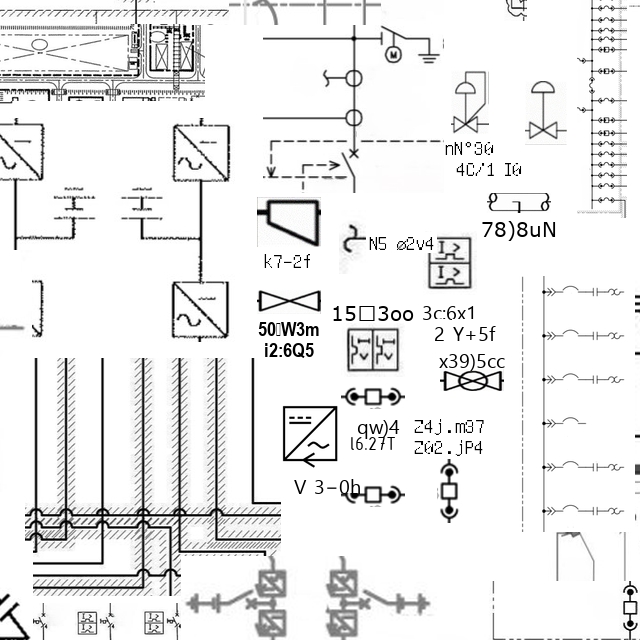 M
nN°30
4C/1 I0
78)8uN
N5 ⌀2v4
k7-2f
15□3oo
3c:6x1
50▯W3m
i2:6Q5
2 Y+5f
x39)5cc
qw)4
l6.27T
Z4j.m37
Z02.jP4
V 3-0h